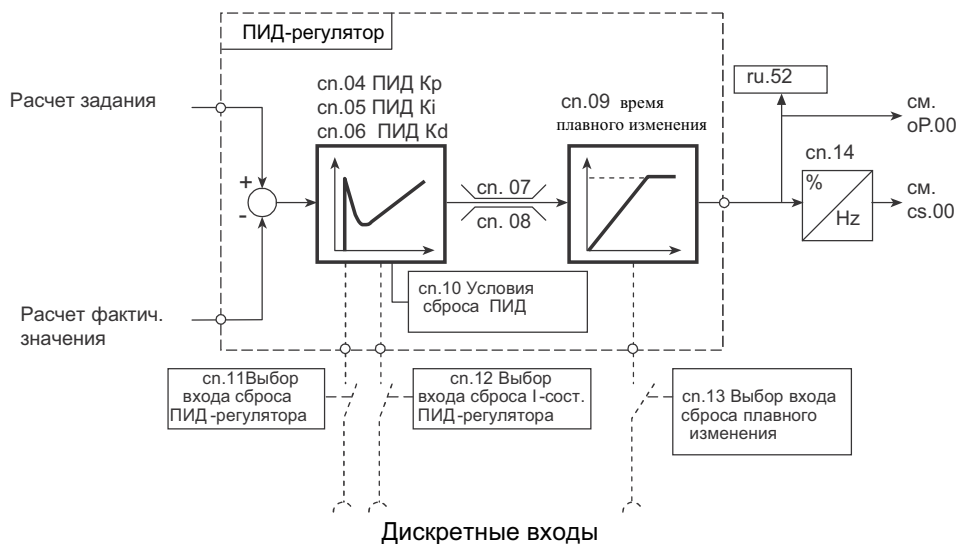 ПИД-регулятор
ru.52
cn.04 ПИД Kp
cn.05 ПИД Ki
cn.06 ПИД Kd
Расчет задания
cn.09 время
плавного изменения
см.
oP.00
cn.14
+
-
cn. 07
cn. 08
%
Hz
см.
cs.00
cn.10 Условия
сброса ПИД
Расчет фактич.
значения
cn.11Выбор
входа сброса
ПИД-регулятора
cn.12 Выбор
входа сброса I-сост.
ПИД-регулятора
cn.13 Выбор входа
сброса плавного
изменения
Дискретные входы